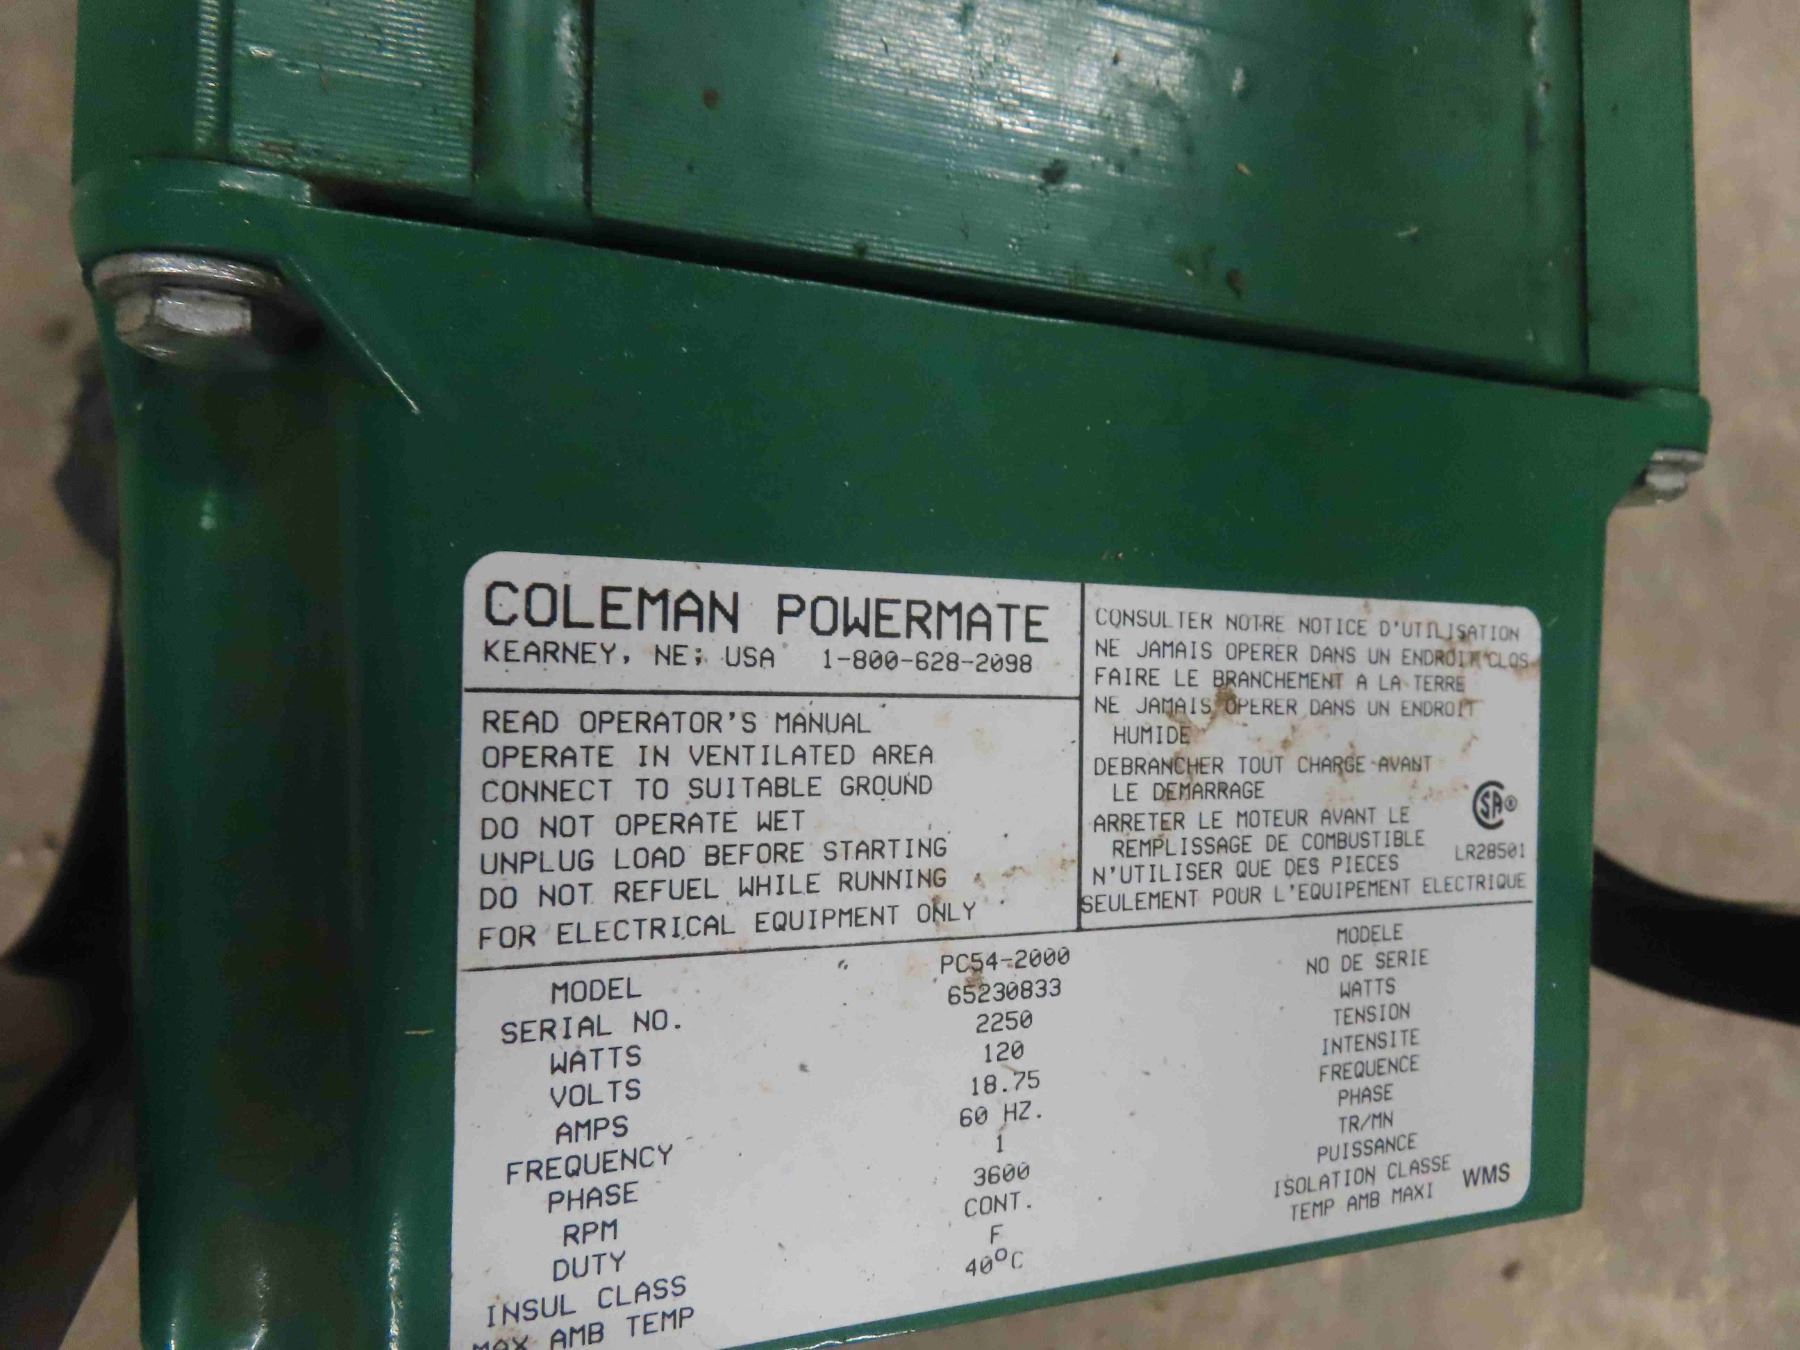 COLEMAN POWERMATE
KEARNEY, NE; USA 1-800-628-2098
READ OPERATOR'S MANUAL
OPERATE IN VENTILATED AREA
CONNECT TO SUITABLE GROUND
DO NOT OPERATE WET
UNPLUG LOAD BEFORE STARTING
DO NOT REFUEL WHILE RUNNING
FOR ELECTRICAL EQUIPMENT ONLY
CONSULTER NOTRE NOTICE D'UTILISATION
NE JAMAIS OPERER DANS UN ENDROIT CLOS
FAIRE LE BRANCHEMENT A LA TERRE
NE JAMAIS OPERER DANS UN ENDROIT
HUMIDE
DEBRANCHER TOUT CHARGE AVANT
LE DEMARRAGE
ARRETER LE MOTEUR AVANT LE
REMPLISSAGE DE COMBUSTIBLE
N'UTILISER QUE DES PIECES
SEULEMENT POUR L'EQUIPEMENT ELECTRIQUE
SA®
LR28501
MODEL PC54-2000 MODELE
SERIAL NO. 65230833 NO DE SERIE
WATTS 2250 WATTS
VOLTS 120 TENSION
AMPS 18.75 INTENSITE
FREQUENCY 60 HZ. FREQUENCE
PHASE 1 PHASE
RPM 3600 TR/MN
DUTY CONT. PUISSANCE
INSUL CLASS F ISOLATION CLASSE
MAX AMB TEMP 40°C TEMP AMB MAXI
WMS